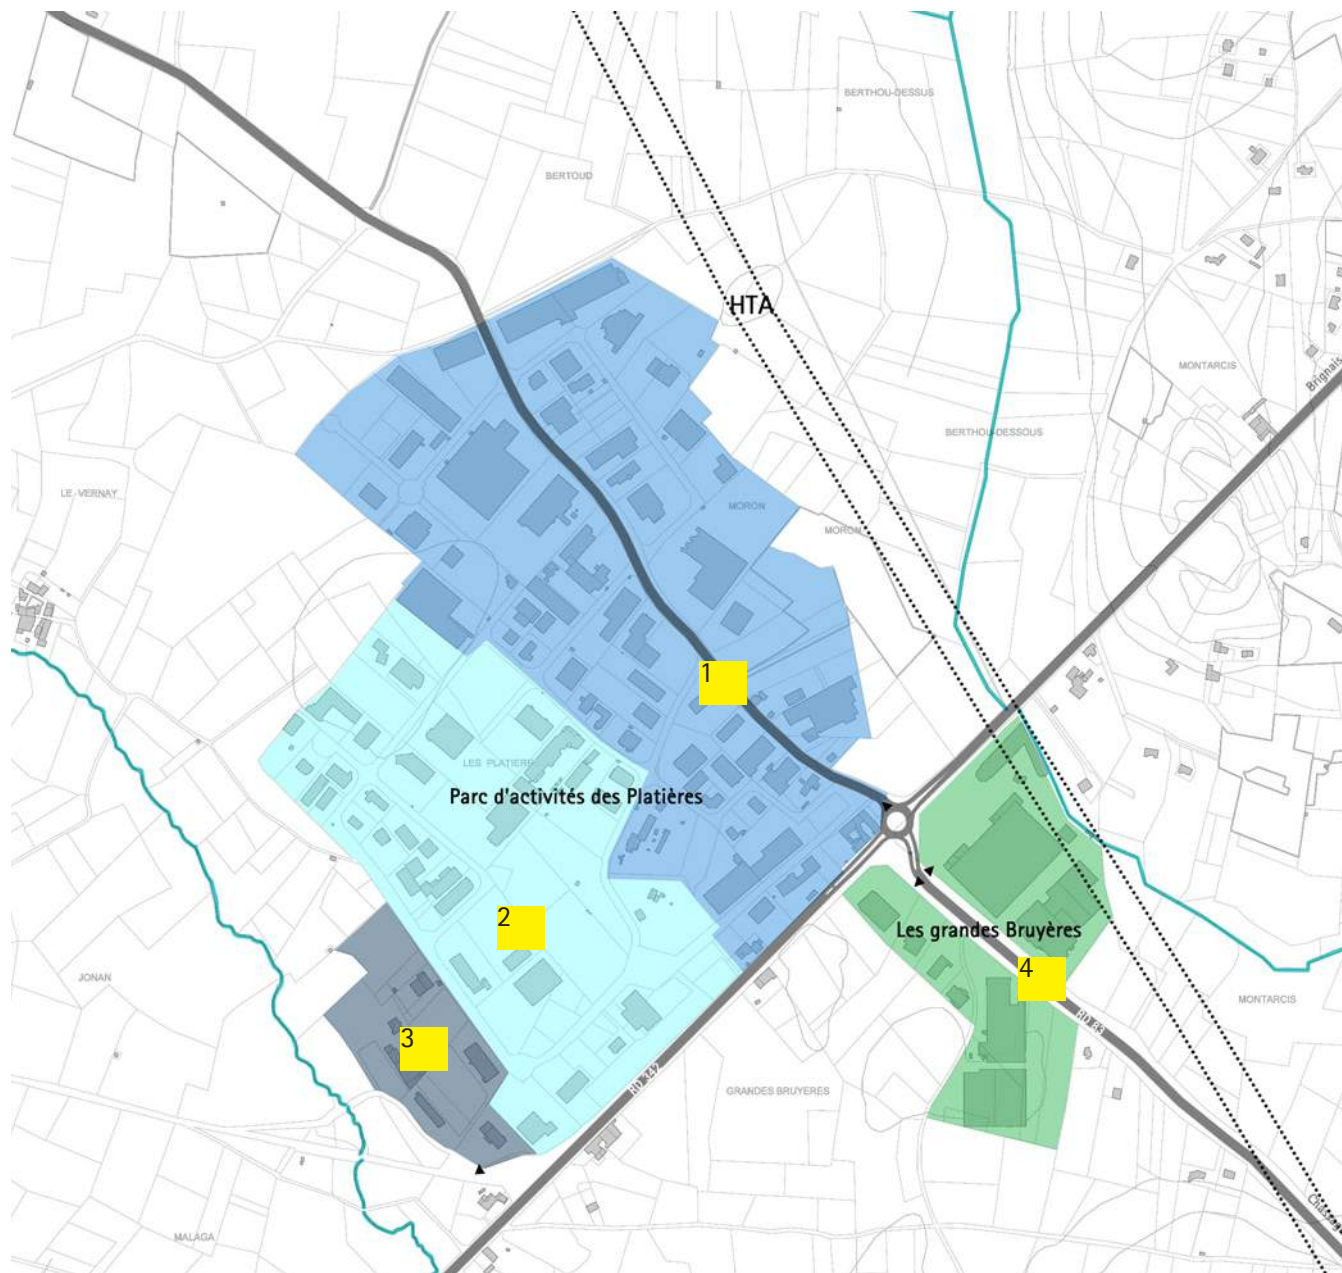 BERTHOU-DESSUS
BERTOUD
HTA
MONTARCIS
Brignais
BERTHOU-DESSOUS
LE-VERNAY
MORON
MORON
1
LES PLATIERE
Parc d'activités des Platières
2
Les grandes Bruyères
4
JONAN
MONTARCIS
RD 83
3
RD 342
GRANDES BRUYERES
MALAGA